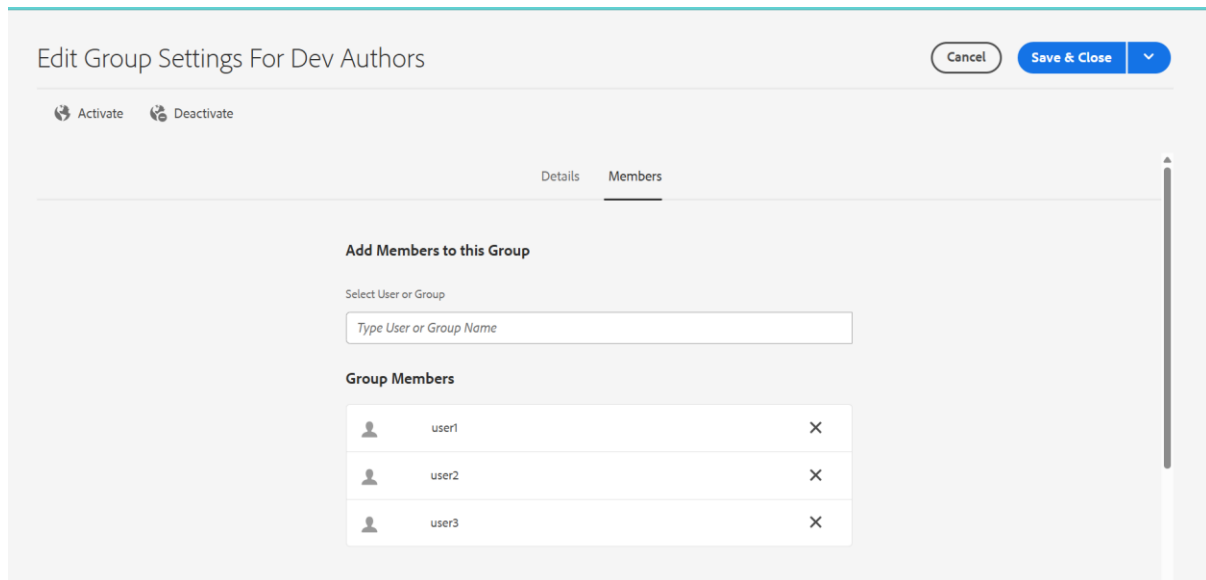 Edit Group Settings For Dev Authors
Cancel
Save & Close
Activate
Deactivate
Details
Members
Add Members to this Group
Select User or Group
Type User or Group Name
Group Members
user1
user2
user3